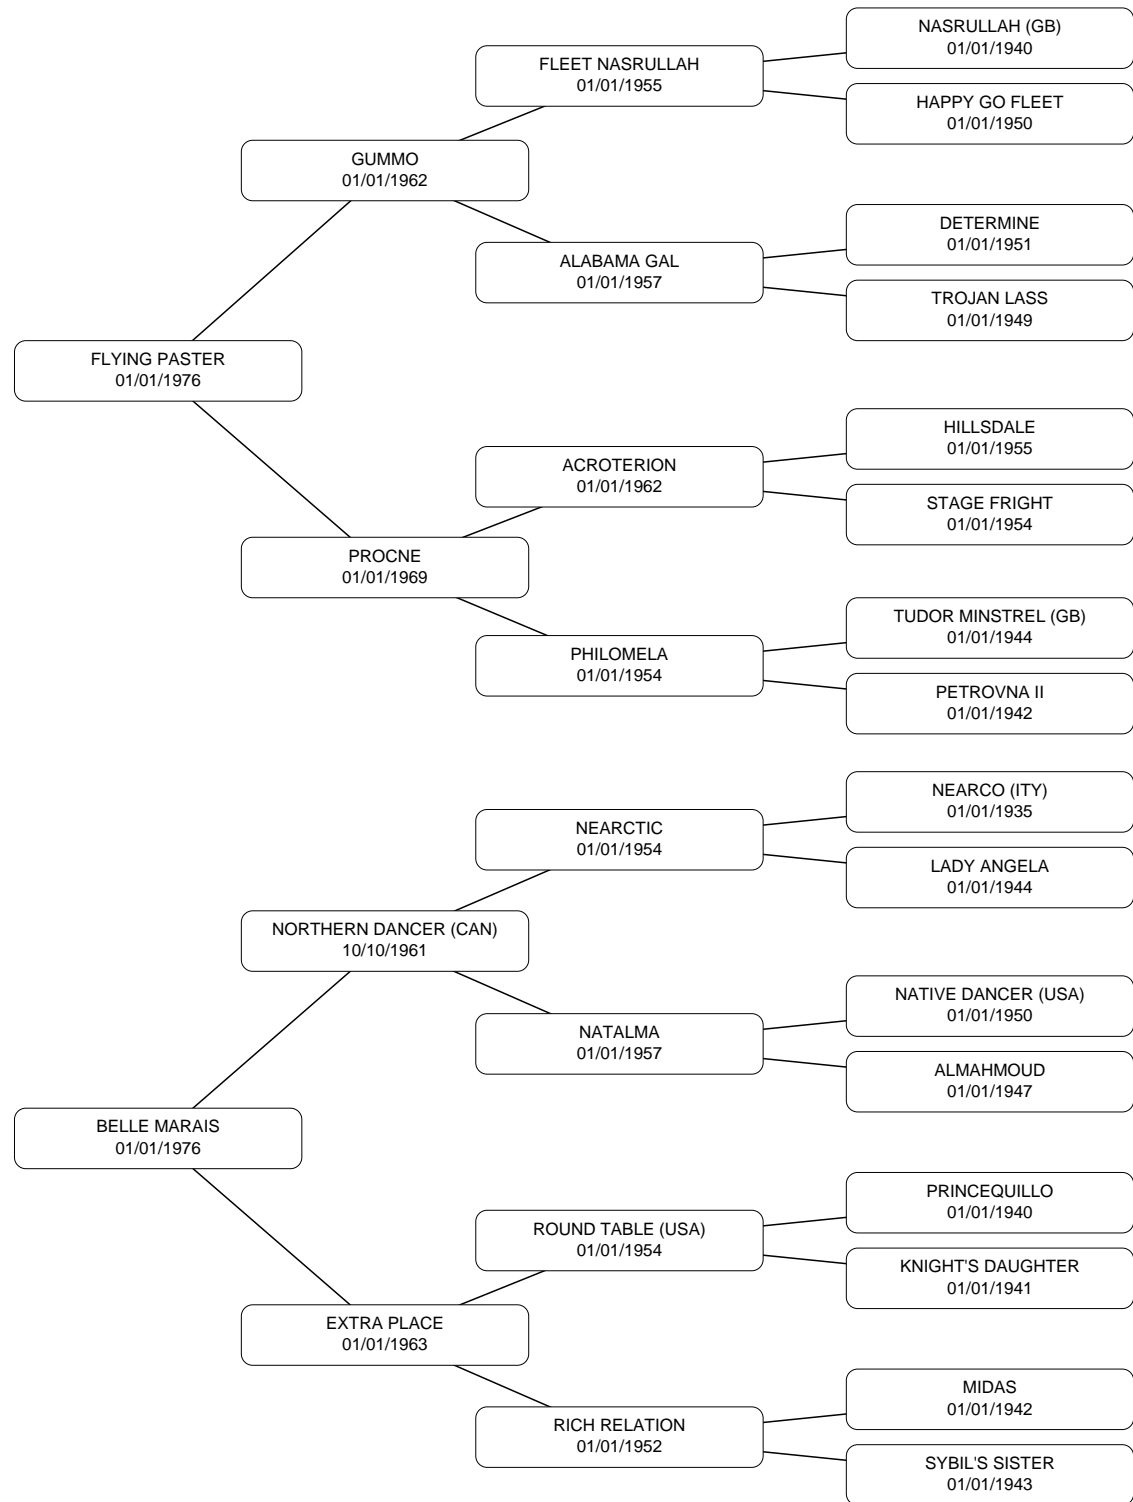 NASRULLAH (GB)
01/01/1940
FLEET NASRULLAH
01/01/1955
HAPPY GO FLEET
01/01/1950
GUMMO
01/01/1962
DETERMINE
01/01/1951
ALABAMA GAL
01/01/1957
TROJAN LASS
01/01/1949
FLYING PASTER
01/01/1976
HILLSDALE
01/01/1955
ACROTERION
01/01/1962
STAGE FRIGHT
01/01/1954
PROCNE
01/01/1969
TUDOR MINSTREL (GB)
01/01/1944
PHILOMELA
01/01/1954
PETROVNA II
01/01/1942
NEARCO (ITY)
01/01/1935
NEARCTIC
01/01/1954
LADY ANGELA
01/01/1944
NORTHERN DANCER (CAN)
10/10/1961
NATIVE DANCER (USA)
01/01/1950
NATALMA
01/01/1957
ALMAHMOUD
01/01/1947
BELLE MARAIS
01/01/1976
PRINCEQUILLO
01/01/1940
ROUND TABLE (USA)
01/01/1954
KNIGHT'S DAUGHTER
01/01/1941
EXTRA PLACE
01/01/1963
MIDAS
01/01/1942
RICH RELATION
01/01/1952
SYBIL'S SISTER
01/01/1943